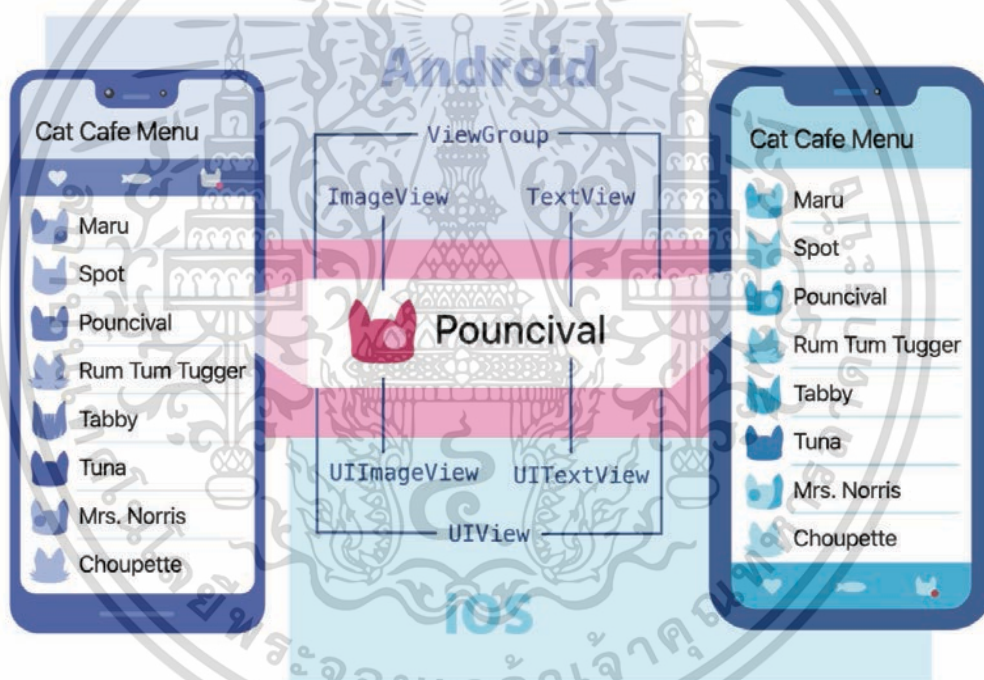 Android
Cat Cafe Menu
Maru
Spot
Pouncival
Rum Tum Tugger
Tabby
Tuna
Mrs. Norris
Choupette
ViewGroup
ImageView TextView
Pouncival
UIImageView UITextView
UIView
iOS
Cat Cafe Menu
Maru
Spot
Pouncival
Rum Tum Tugger
Tabby
Tuna
Mrs. Norris
Choupette